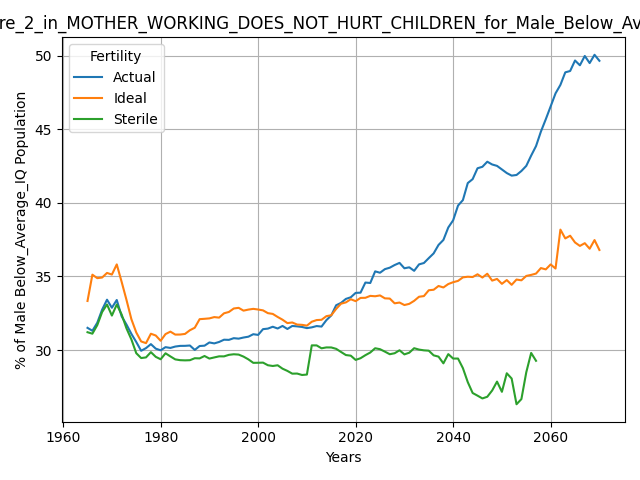 re_2_in_MOTHER_WORKING_DOES_NOT_HURT_CHILDREN_for_Male_Below_Av
Fertility
Actual
Ideal
Sterile
% of Male Below_Average_IQ Population
50
45
40
35
30
1960 1980 2000 2020 2040 2060
Years